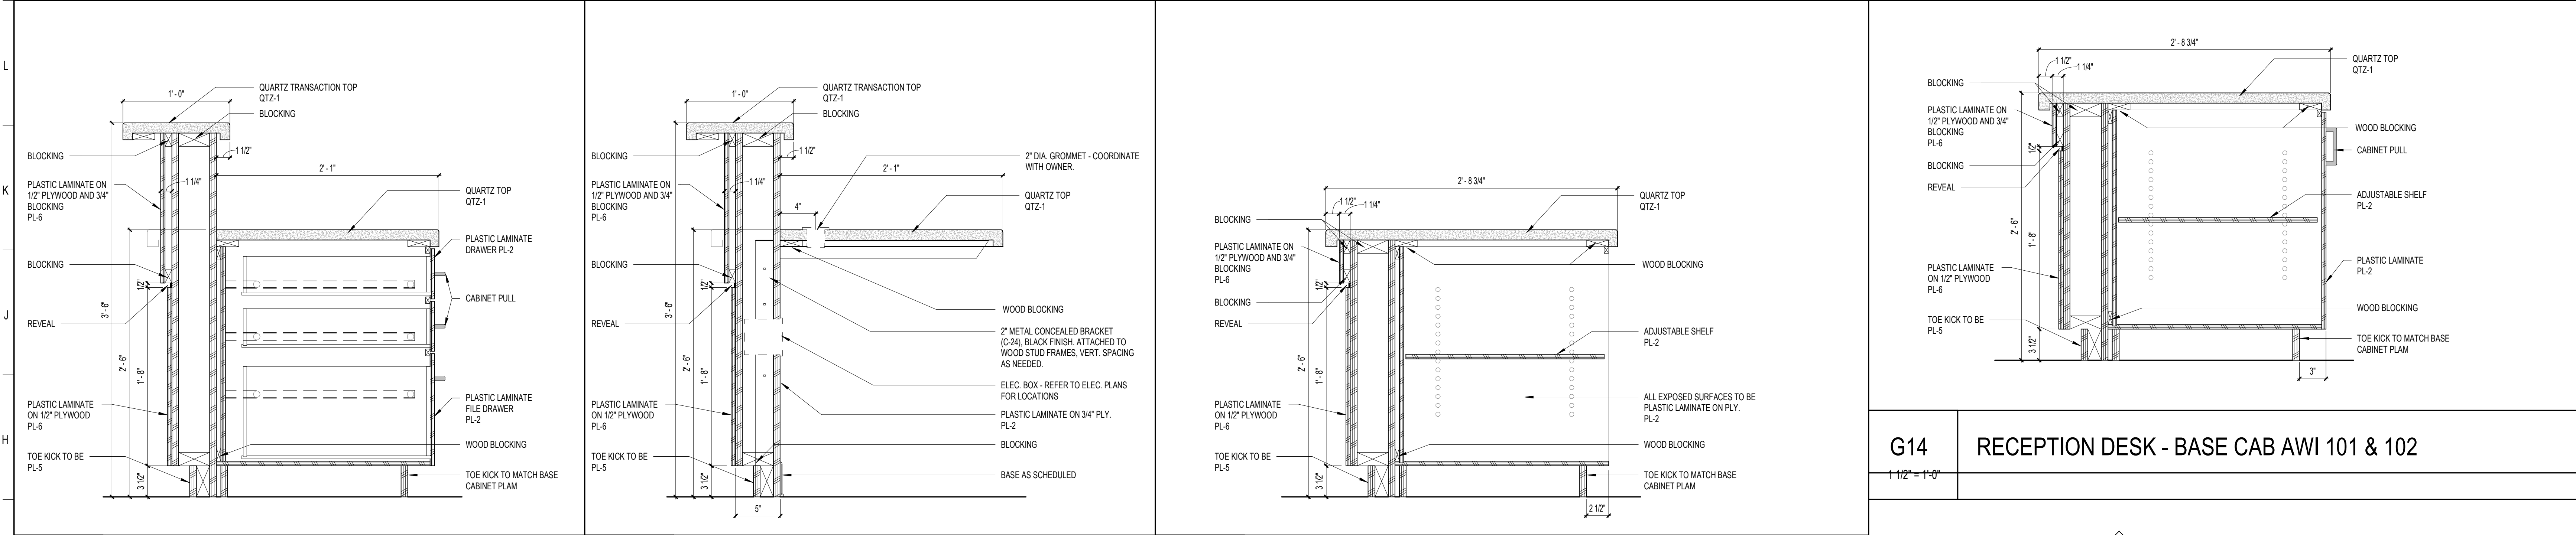 L
K
J
H
1' - 0"
QUARTZ TRANSACTION TOP
QTZ-1
BLOCKING
BLOCKING
1 1/2"
2' - 1"
PLASTIC LAMINATE ON
1/2" PLYWOOD AND 3/4"
BLOCKING
PL-6
1 1/4"
QUARTZ TOP
QTZ-1
PLASTIC LAMINATE
DRAWER PL-2
BLOCKING
1/2"
CABINET PULL
3' - 6"
REVEAL
2' - 6"
1' - 8"
PLASTIC LAMINATE
ON 1/2" PLYWOOD
PL-6
PLASTIC LAMINATE
FILE DRAWER
PL-2
WOOD BLOCKING
TOE KICK TO BE
PL-5
3 1/2"
TOE KICK TO MATCH BASE
CABINET PLAM
1' - 0"
QUARTZ TRANSACTION TOP
QTZ-1
BLOCKING
BLOCKING
1 1/2"
2" DIA. GROMMET - COORDINATE
WITH OWNER.
2' - 1"
PLASTIC LAMINATE ON
1/2" PLYWOOD AND 3/4"
BLOCKING
PL-6
1 1/4"
4"
QUARTZ TOP
QTZ-1
BLOCKING
1/2"
3'- 6"
WOOD BLOCKING
REVEAL
2" METAL CONCEALED BRACKET
(C-24), BLACK FINISH. ATTACHED TO
WOOD STUD FRAMES, VERT. SPACING
AS NEEDED.
2' - 6"
1' - 8"
ELEC. BOX - REFER TO ELEC. PLANS
FOR LOCATIONS
PLASTIC LAMINATE
ON 1/2" PLYWOOD
PL-6
PLASTIC LAMINATE ON 3/4" PLY.
PL-2
BLOCKING
TOE KICK TO BE
PL-5
3 1/2"
BASE AS SCHEDULED
5"
2' - 8 3/4"
1 1/2"
1 1/4"
QUARTZ TOP
QTZ-1
BLOCKING
PLASTIC LAMINATE ON
1/2" PLYWOOD AND 3/4"
BLOCKING
PL-6
WOOD BLOCKING
1/2"
BLOCKING
REVEAL
ADJUSTABLE SHELF
PL-2
2' - 6"
1' - 8"
ALL EXPOSED SURFACES TO BE
PLASTIC LAMINATE ON PLY.
PL-2
PLASTIC LAMINATE
ON 1/2" PLYWOOD
PL-6
WOOD BLOCKING
TOE KICK TO BE
PL-5
3 1/2"
TOE KICK TO MATCH BASE
CABINET PLAM
2 1/2"
2' - 8 3/4"
1 1/2"
1 1/4"
QUARTZ TOP
QTZ-1
BLOCKING
PLASTIC LAMINATE ON
1/2" PLYWOOD AND 3/4"
BLOCKING
PL-6
WOOD BLOCKING
CABINET PULL
1/2"
BLOCKING
REVEAL
ADJUSTABLE SHELF
PL-2
2' - 6"
1' - 8"
PLASTIC LAMINATE
ON 1/2" PLYWOOD
PL-6
PLASTIC LAMINATE
PL-2
WOOD BLOCKING
TOE KICK TO BE
PL-5
3 1/2"
TOE KICK TO MATCH BASE
CABINET PLAM
3"
G14
RECEPTION DESK - BASE CAB AWI 101 & 102
1 1/2" = 1'-0"